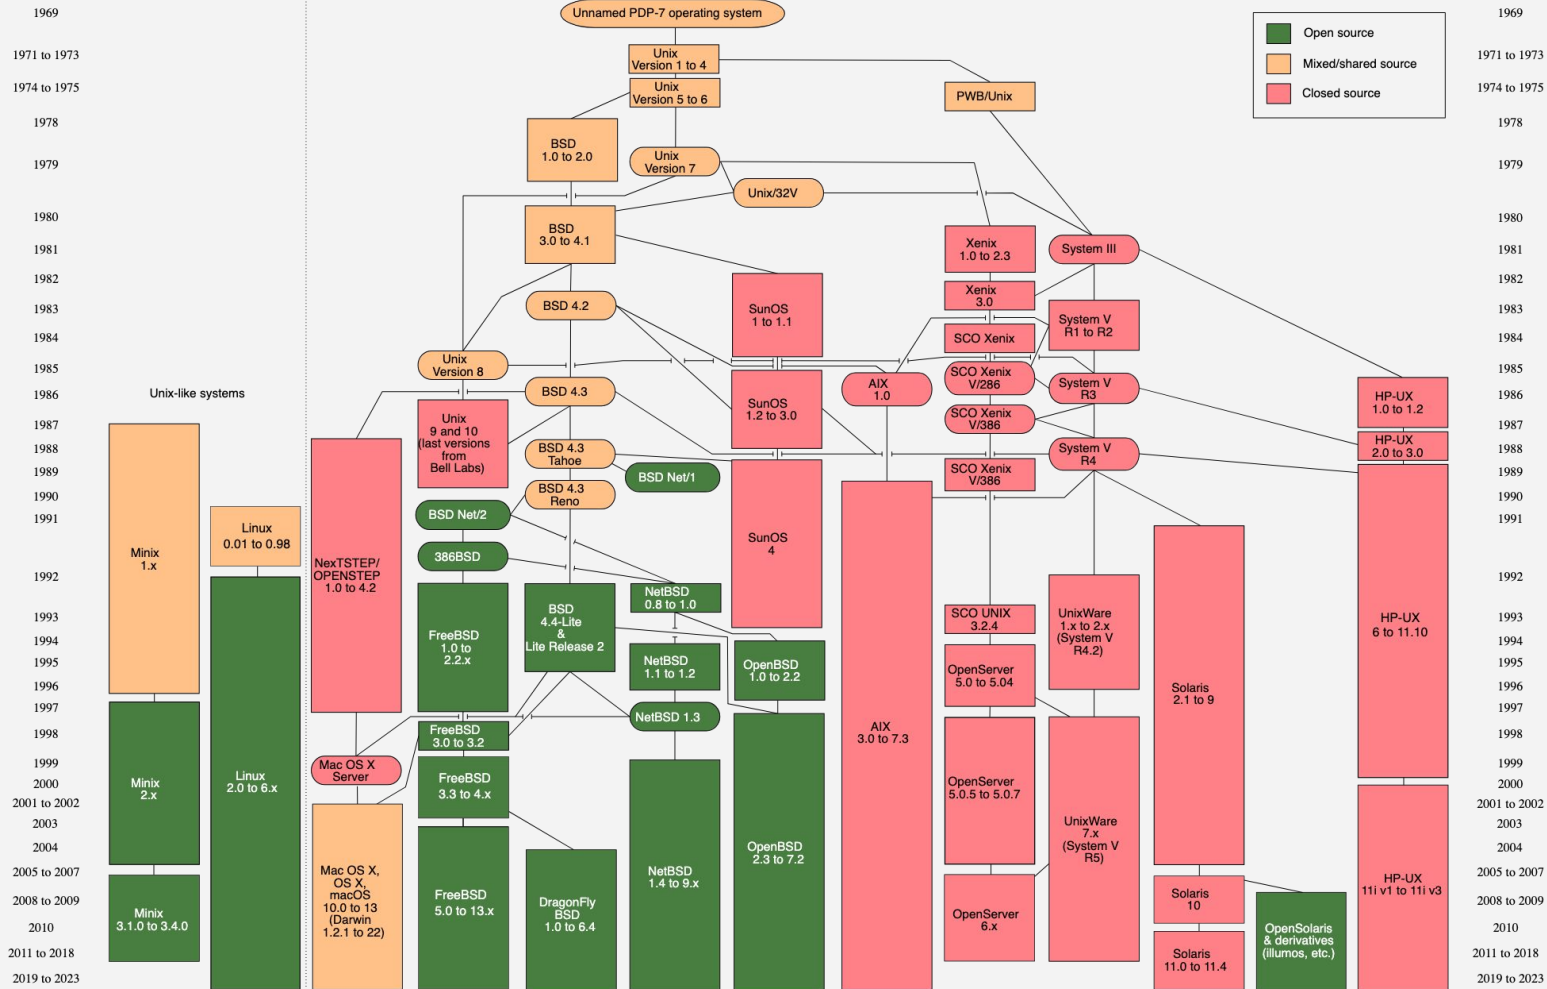 1969
1971 to 1973
1974 to 1975
1978
1979
1980
1981
1982
1983
1984
1985
1986
1987
1988
1989
1990
1991
1992
1993
1994
1995
1996
1997
1998
1999
2000
2001 to 2002
2003
2004
2005 to 2007
2008 to 2009
2010
2011 to 2018
2019 to 2023
Unix-like systems
Minix
1.x
Minix
2.x
Minix
3.1.0 to 3.4.0
Linux
0.01 to 0.98
Linux
2.0 to 6.x
Unnamed PDP-7 operating system
Unix
Version 1 to 4
Unix
Version 5 to 6
PWB/Unix
BSD
1.0 to 2.0
Unix
Version 7
Unix/32V
BSD
3.0 to 4.1
Xenix
1.0 to 2.3
System III
Xenix
3.0
BSD 4.2
SunOS
1 to 1.1
System V
R1 to R2
SCO Xenix
Unix
Version 8
SCO Xenix
V/286
AIX
1.0
System V
R3
BSD 4.3
SunOS
1.2 to 3.0
HP-UX
1.0 to 1.2
Unix
9 and 10
(last versions
from
Bell Labs)
SCO Xenix
V/386
HP-UX
2.0 to 3.0
BSD 4.3
Tahoe
System V
R4
BSD Net/1
SCO Xenix
V/386
BSD 4.3
Reno
BSD Net/2
SunOS
4
386BSD
NexTSTEP/
OPENSTEP
1.0 to 4.2
FreeBSD
1.0 to
2.2.x
BSD
4.4-Lite
&
Lite Release 2
NetBSD
0.8 to 1.0
NetBSD
1.1 to 1.2
OpenBSD
1.0 to 2.2
SCO UNIX
3.2.4
UnixWare
1.x to 2.x
(System V
R4.2)
HP-UX
6 to 11.10
OpenServer
5.0 to 5.04
Solaris
2.1 to 9
NetBSD 1.3
FreeBSD
3.0 to 3.2
AIX
3.0 to 7.3
Mac OS X
Server
FreeBSD
3.3 to 4.x
OpenServer
5.0.5 to 5.0.7
UnixWare
7.x
(System V
R5)
OpenBSD
2.3 to 7.2
NetBSD
1.4 to 9.x
Mac OS X,
OS X,
macOS
10.0 to 13
(Darwin
1.2.1 to 22)
FreeBSD
5.0 to 13.x
DragonFly
BSD
1.0 to 6.4
OpenServer
6.x
Solaris
10
Solaris
11.0 to 11.4
OpenSolaris
& derivatives
(illumos, etc.)
HP-UX
11i v1 to 11i v3
Open source
Mixed/shared source
Closed source
1969
1971 to 1973
1974 to 1975
1978
1979
1980
1981
1982
1983
1984
1985
1986
1987
1988
1989
1990
1991
1992
1993
1994
1995
1996
1997
1998
1999
2000
2001 to 2002
2003
2004
2005 to 2007
2008 to 2009
2010
2011 to 2018
2019 to 2023